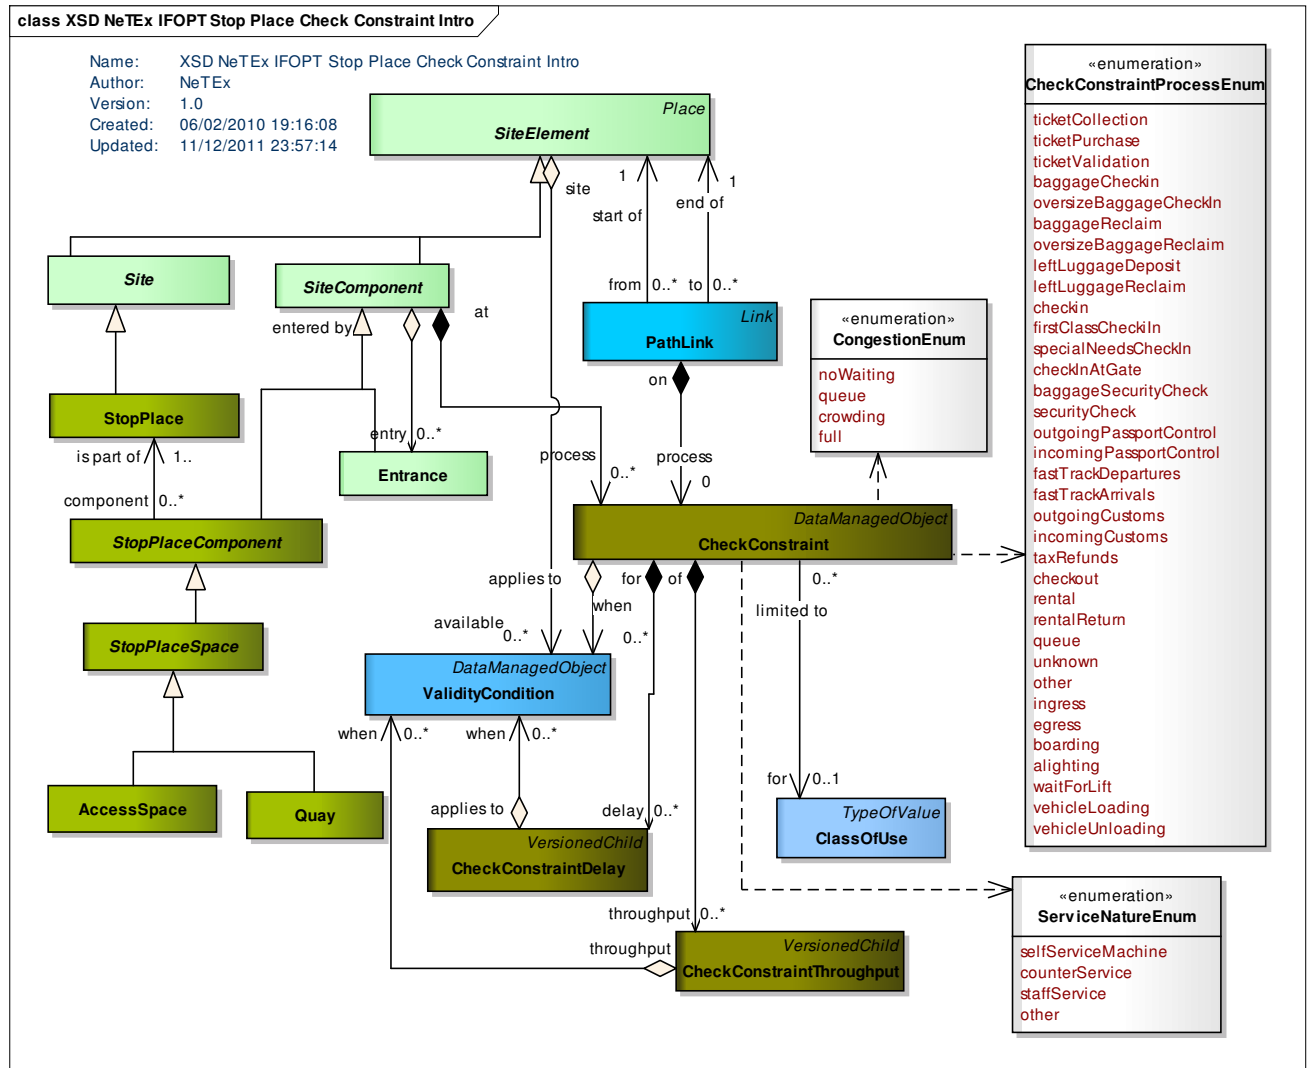 class XSD NeTEx IFOPT Stop Place Check Constraint Intro
Name: XSD NeTEx IFOPT Stop Place Check Constraint Intro
Author: NeTEx
Version: 1.0
Created: 06/02/2010 19:16:08
Updated: 11/12/2011 23:57:14
Place
SiteElement
site
1
1
start of
end of
from 0..*
to 0..*
Site
SiteComponent
entered by
at
Link
PathLink
on
«enumeration»
CongestionEnum
noWaiting
queue
crowding
full
«enumeration»
CheckConstraintProcessEnum
ticketCollection
ticketPurchase
ticketValidation
baggageCheckin
oversizeBaggageCheckIn
baggageReclaim
oversizeBaggageReclaim
leftLuggageDeposit
leftLuggageReclaim
checkin
firstClassCheckiIn
specialNeedsCheckIn
checkInAtGate
baggageSecurityCheck
securityCheck
outgoingPassportControl
incomingPassportControl
fastTrackDepartures
fastTrackArrivals
outgoingCustoms
incomingCustoms
taxRefunds
checkout
rental
rentalReturn
queue
unknown
other
ingress
egress
boarding
alighting
waitForLift
vehicleLoading
vehicleUnloading
StopPlace
is part of 1..
component 0..*
entry 0..*
Entrance
process
0..*
process
0
StopPlaceComponent
DataManagedObject
CheckConstraint
applies to
for
of
0..*
when
limited to
available
0..*
0..*
StopPlaceSpace
DataManagedObject
ValidityCondition
when 0..*
when 0..*
AccessSpace
Quay
applies to
delay 0..*
for 0..1
VersionedChild
CheckConstraintDelay
TypeOfValue
ClassOfUse
throughput 0..*
throughput
VersionedChild
CheckConstraintThroughput
«enumeration»
ServiceNatureEnum
selfServiceMachine
counterService
staffService
other